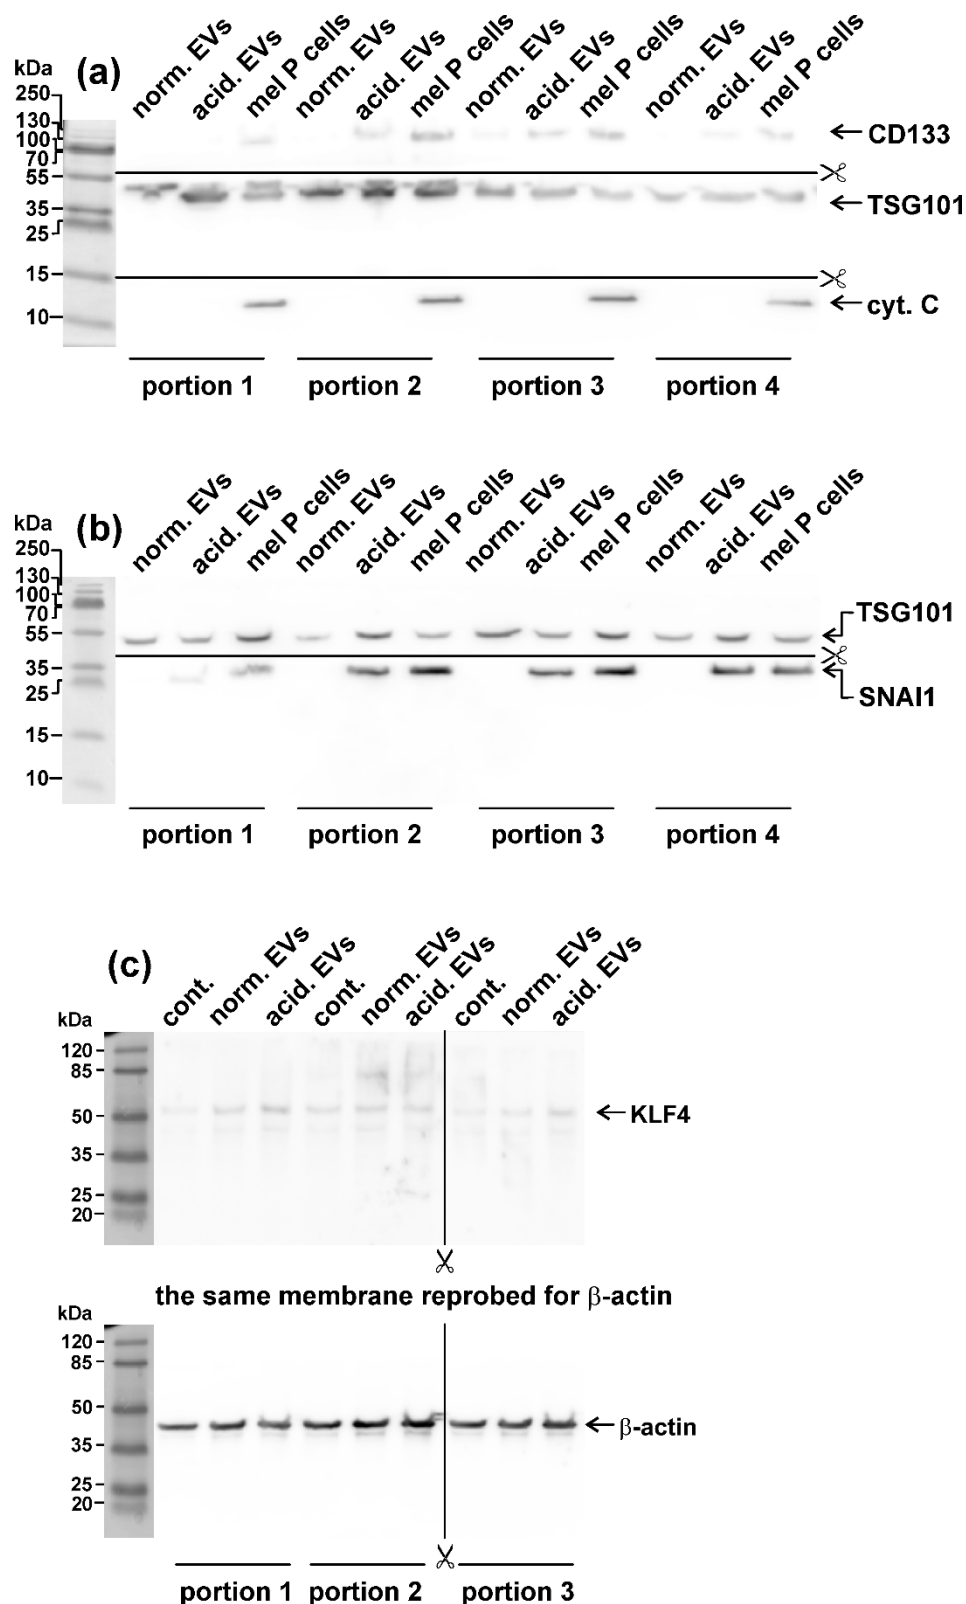 (a)
kDa
norm. EVs acid. EVs mel P cells norm. EVs acid. EVs mel P cells norm. EVs acid. EVs mel P cells norm. EVs acid. EVs mel P cells
250
130
100
70
55
35
25
15
10
CD133
TSG101
cyt. C
portion 1 portion 2 portion 3 portion 4
(b)
kDa
norm. EVs acid. EVs mel P cells norm. EVs acid. EVs mel P cells norm. EVs acid. EVs mel P cells norm. EVs acid. EVs mel P cells
250
130
100
70
55
35
25
15
10
TSG101
SNAI1
portion 1 portion 2 portion 3 portion 4
(c)
cont. norm. EVs acid. EVs cont. norm. EVs acid. EVs cont. norm. EVs acid. EVs
kDa
120
85
50
35
25
20
KLF4
the same membrane reprobed for β-actin
kDa
120
85
50
35
25
20
β-actin
portion 1 portion 2 portion 3